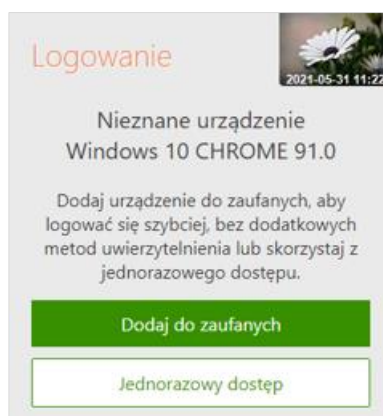 Logowanie
2021-05-31 11:22
Nieznane urządzenie
Windows 10 CHROME 91.0
Dodaj urządzenie do zaufanych, aby
logować się szybciej, bez dodatkowych
metod uwierzytelnienia lub skorzystaj z
jednorazowego dostępu.
Dodaj do zaufanych
Jednorazowy dostęp